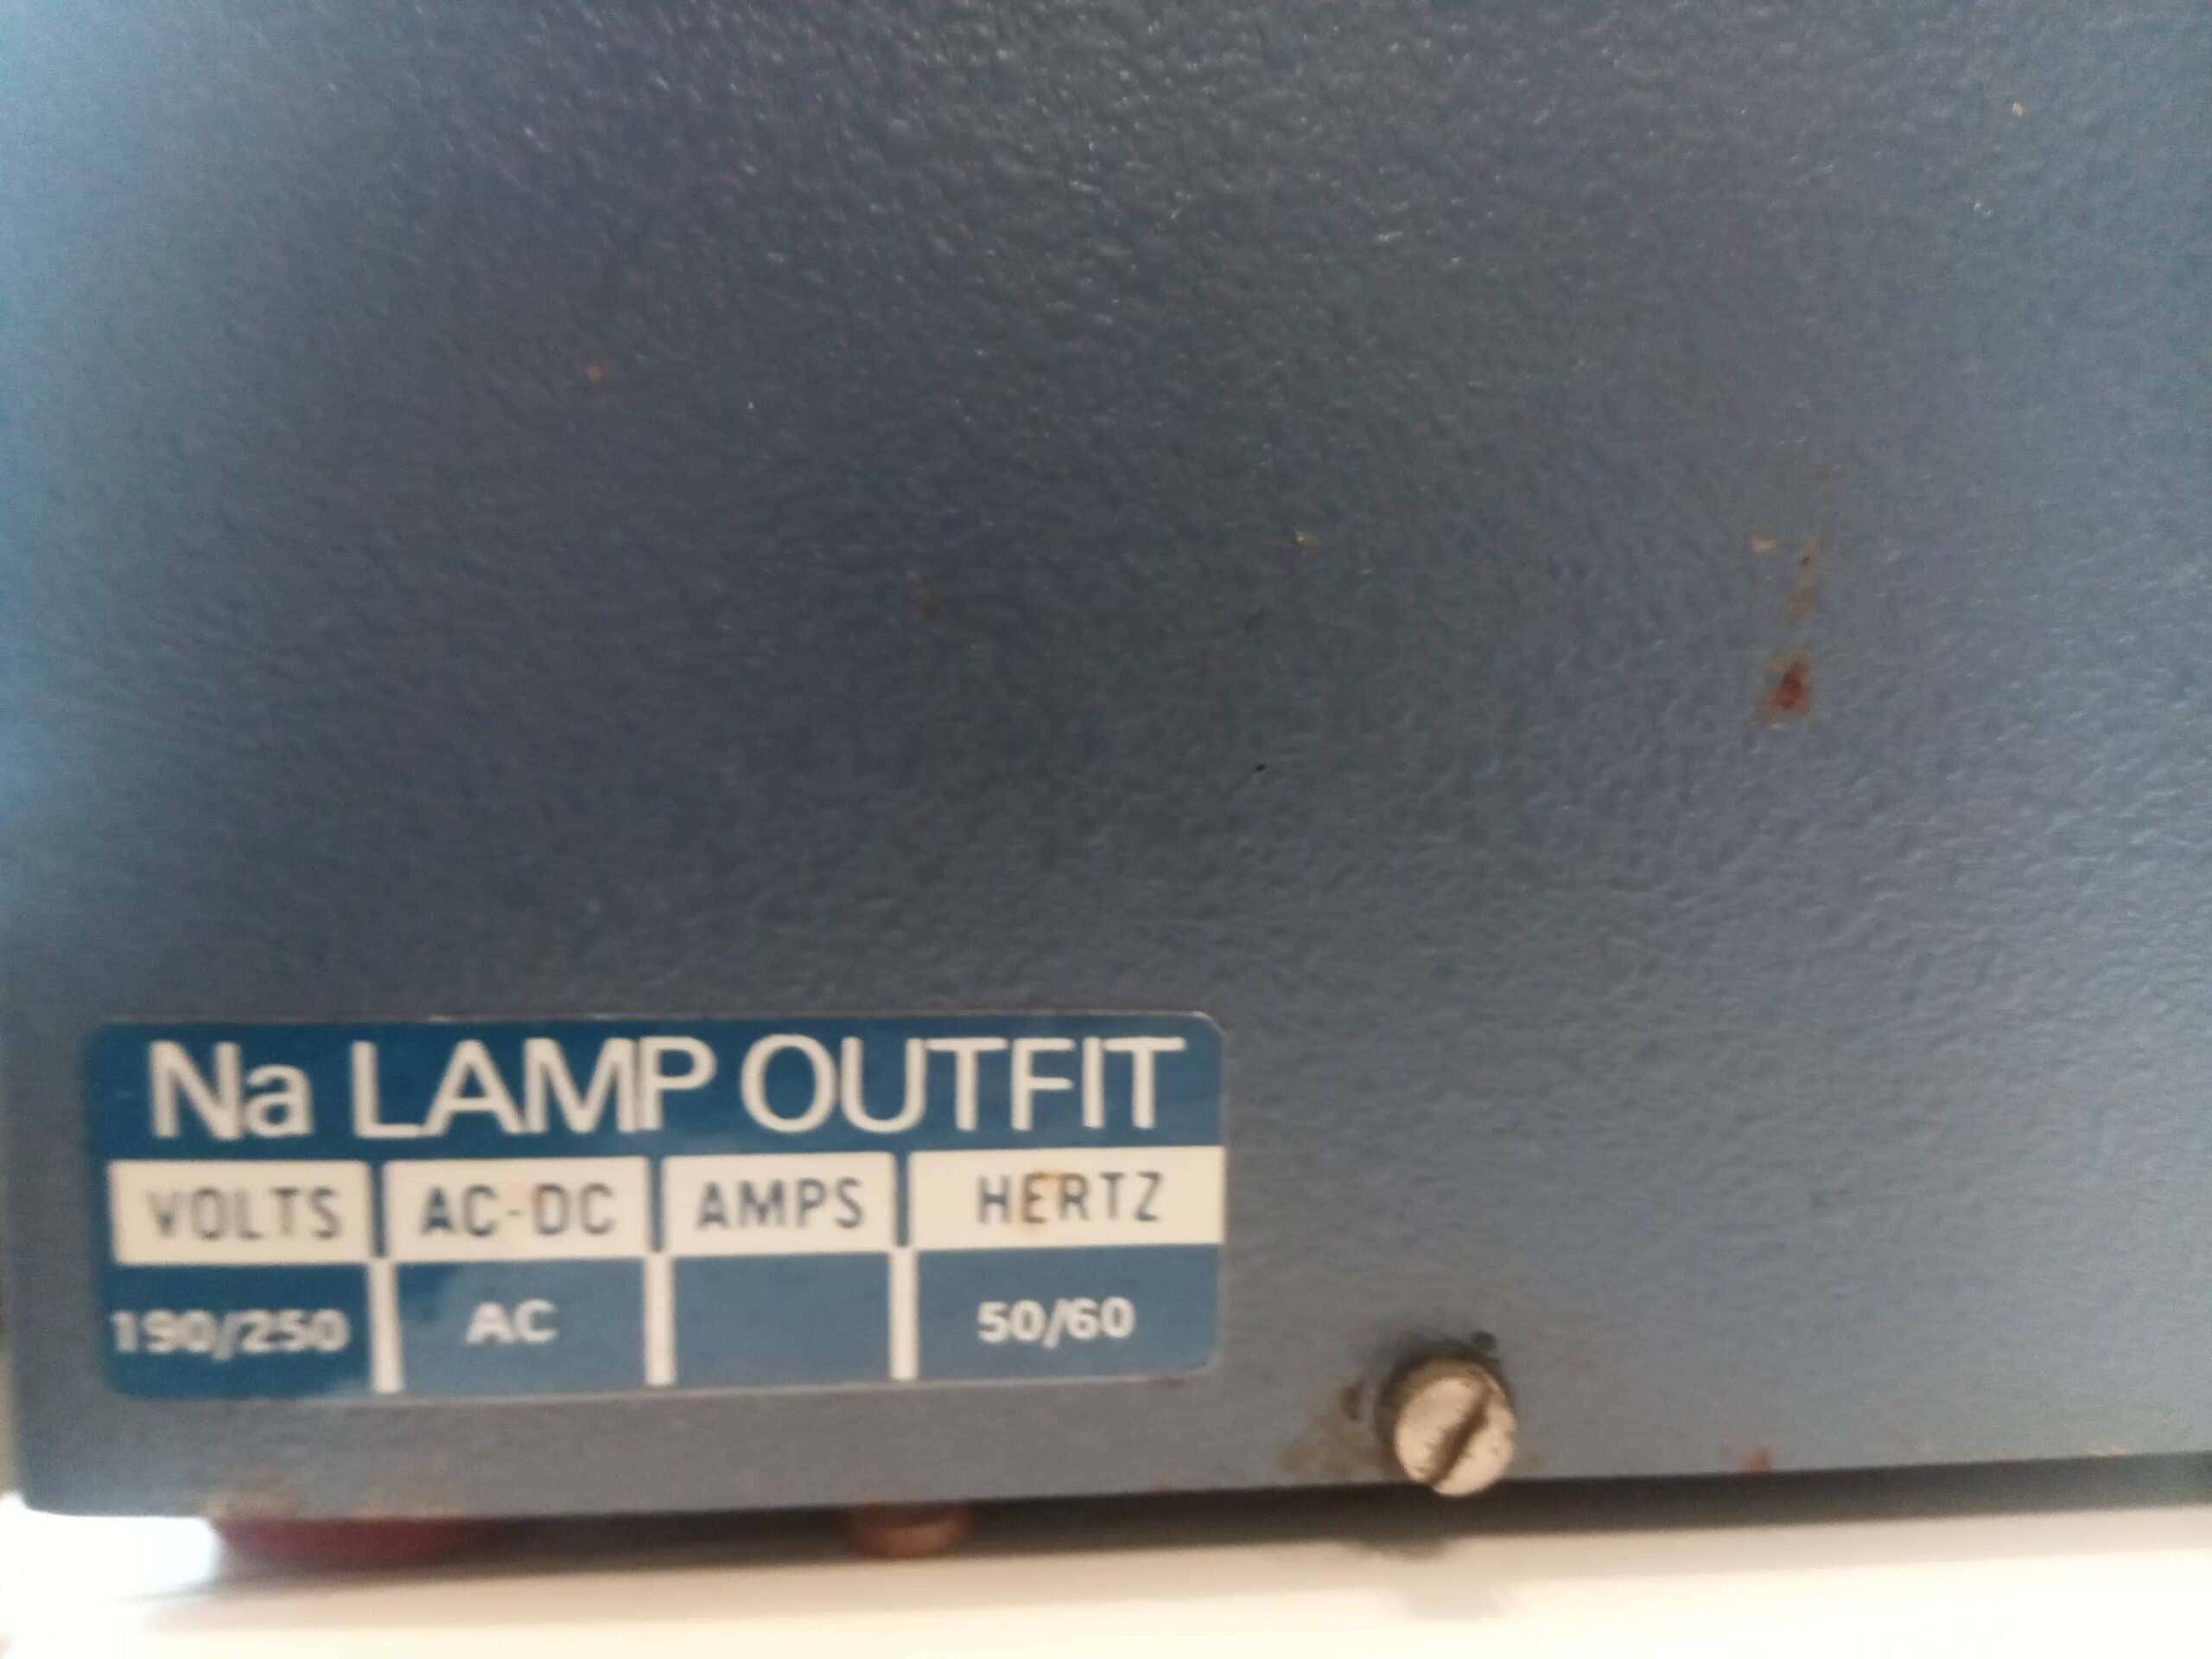 Na LAMP OUTFIT
VOLTS AC-DC AMPS HERTZ
190/250 AC 50/60